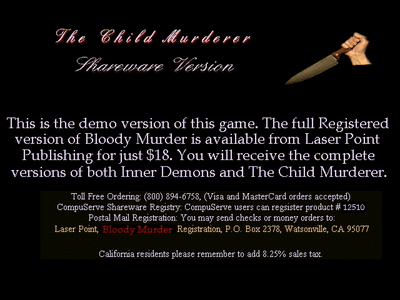 The Child Murderer
Shareware Version
This is the demo version of this game. The full Registered
version of Bloody Murder is available from Laser Point
Publishing for just $18. You will receive the complete
versions of both Inner Demons and The Child Murderer.
Toll Free Ordering: (800) 894-6758, (Visa and MasterCard orders accepted)
CompuServe Shareware Registry: CompuServe users can register product # 12510
Postal Mail Registration: You may send checks or money orders to:
Laser Point, Bloody Murder Registration, P.O. Box 2378, Watsonville, CA 95077
California residents please remember to add 8.25% sales tax.